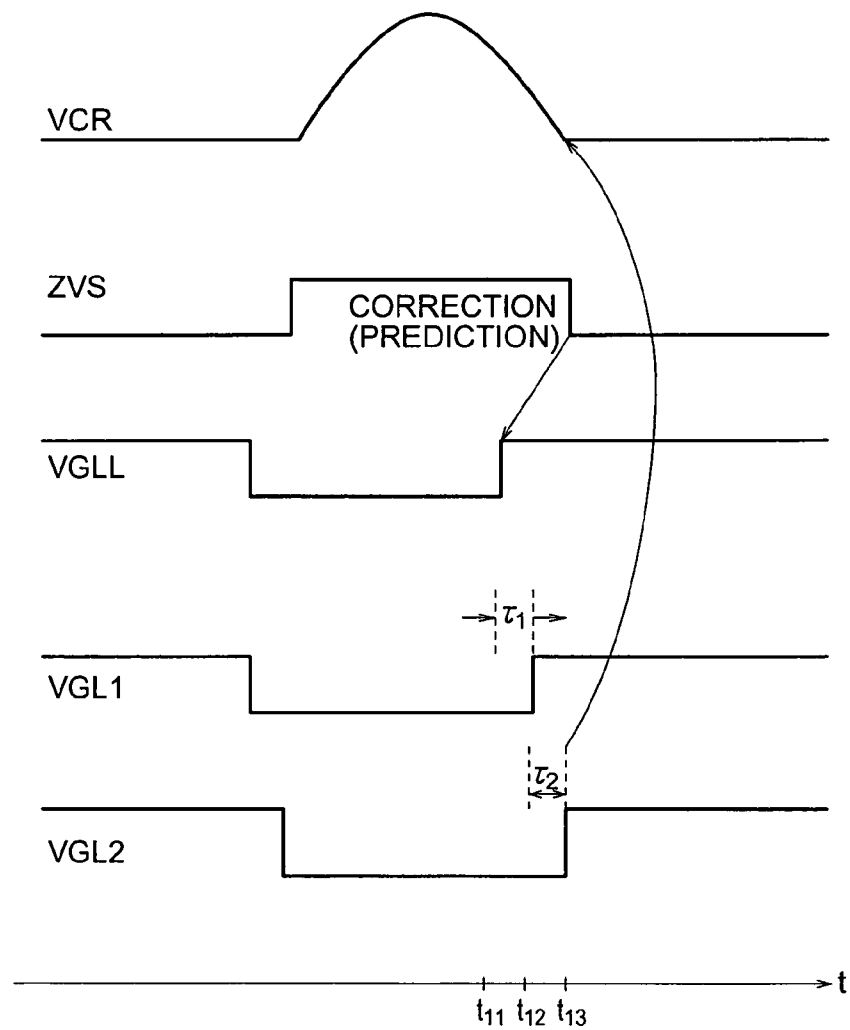 VCR
ZVS
CORRECTION
(PREDICTION)
VGLL
τ1
VGL1
τ2
VGL2
t
t11 t12 t13